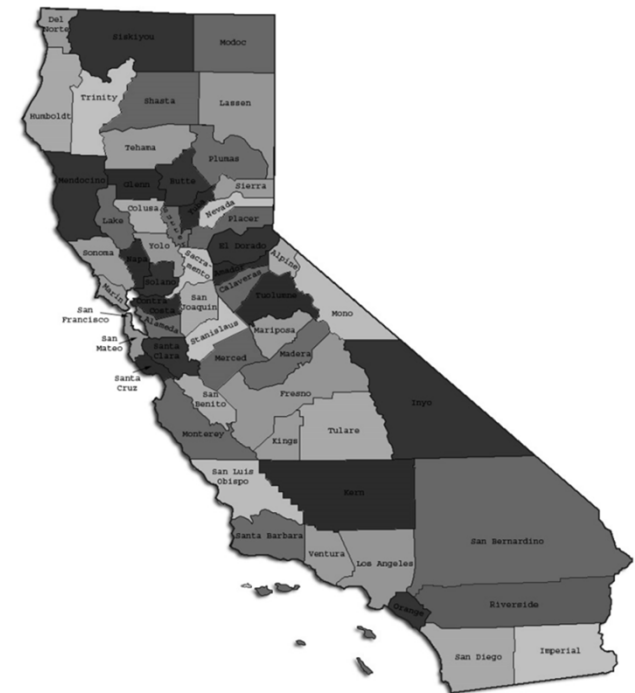 Del
Norte
Siskiyou
Modoc
Trinity
Shasta
Lassen
Humboldt
Tehama
Plumas
Mendocino
Glenn
Butte
Sierra
Yuba
Nevada
Colusa
Sutter
Placer
Lake
El Dorado
Yolo
Sonoma
Napa
Sacra-
mento
Alpine
Amador
Solano
Calaveras
Marin
Contra
Costa
San
Joaquin
Tuolumne
Mono
San
Francisco
Alameda
Stanislaus
Mariposa
San
Mateo
Santa
Clara
Merced
Madera
Santa
Cruz
San
Benito
Fresno
Inyo
Monterey
Kings
Tulare
San Luis
Obispo
Kern
Santa Barbara
San Bernardino
Ventura
Los Angeles
Orange
Riverside
San Diego
Imperial